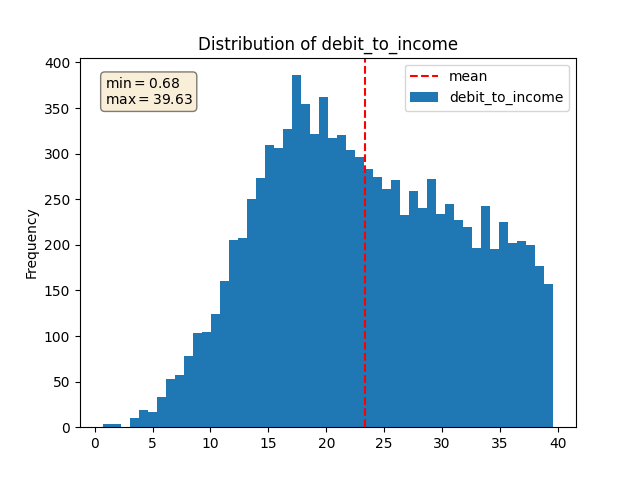 Distribution of debit_to_income
min = 0.68
max = 39.63
mean
debit_to_income
Frequency
400
350
300
250
200
150
100
50
0
0 5 10 15 20 25 30 35 40